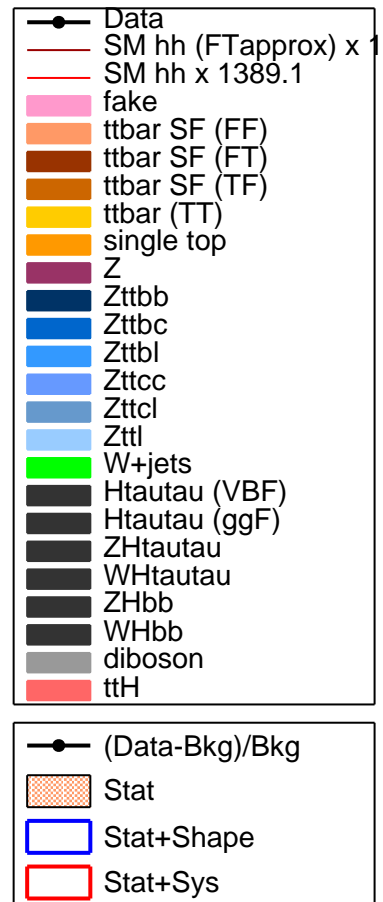 Data
SM hh (FTapprox) x 1
SM hh x 1389.1
fake
ttbar SF (FF)
ttbar SF (FT)
ttbar SF (TF)
ttbar (TT)
single top
Z
Zttbb
Zttbc
Zttbl
Zttcc
Zttcl
Zttl
W+jets
Htautau (VBF)
Htautau (ggF)
ZHtautau
WHtautau
ZHbb
WHbb
diboson
ttH
(Data-Bkg)/Bkg
Stat
Stat+Shape
Stat+Sys